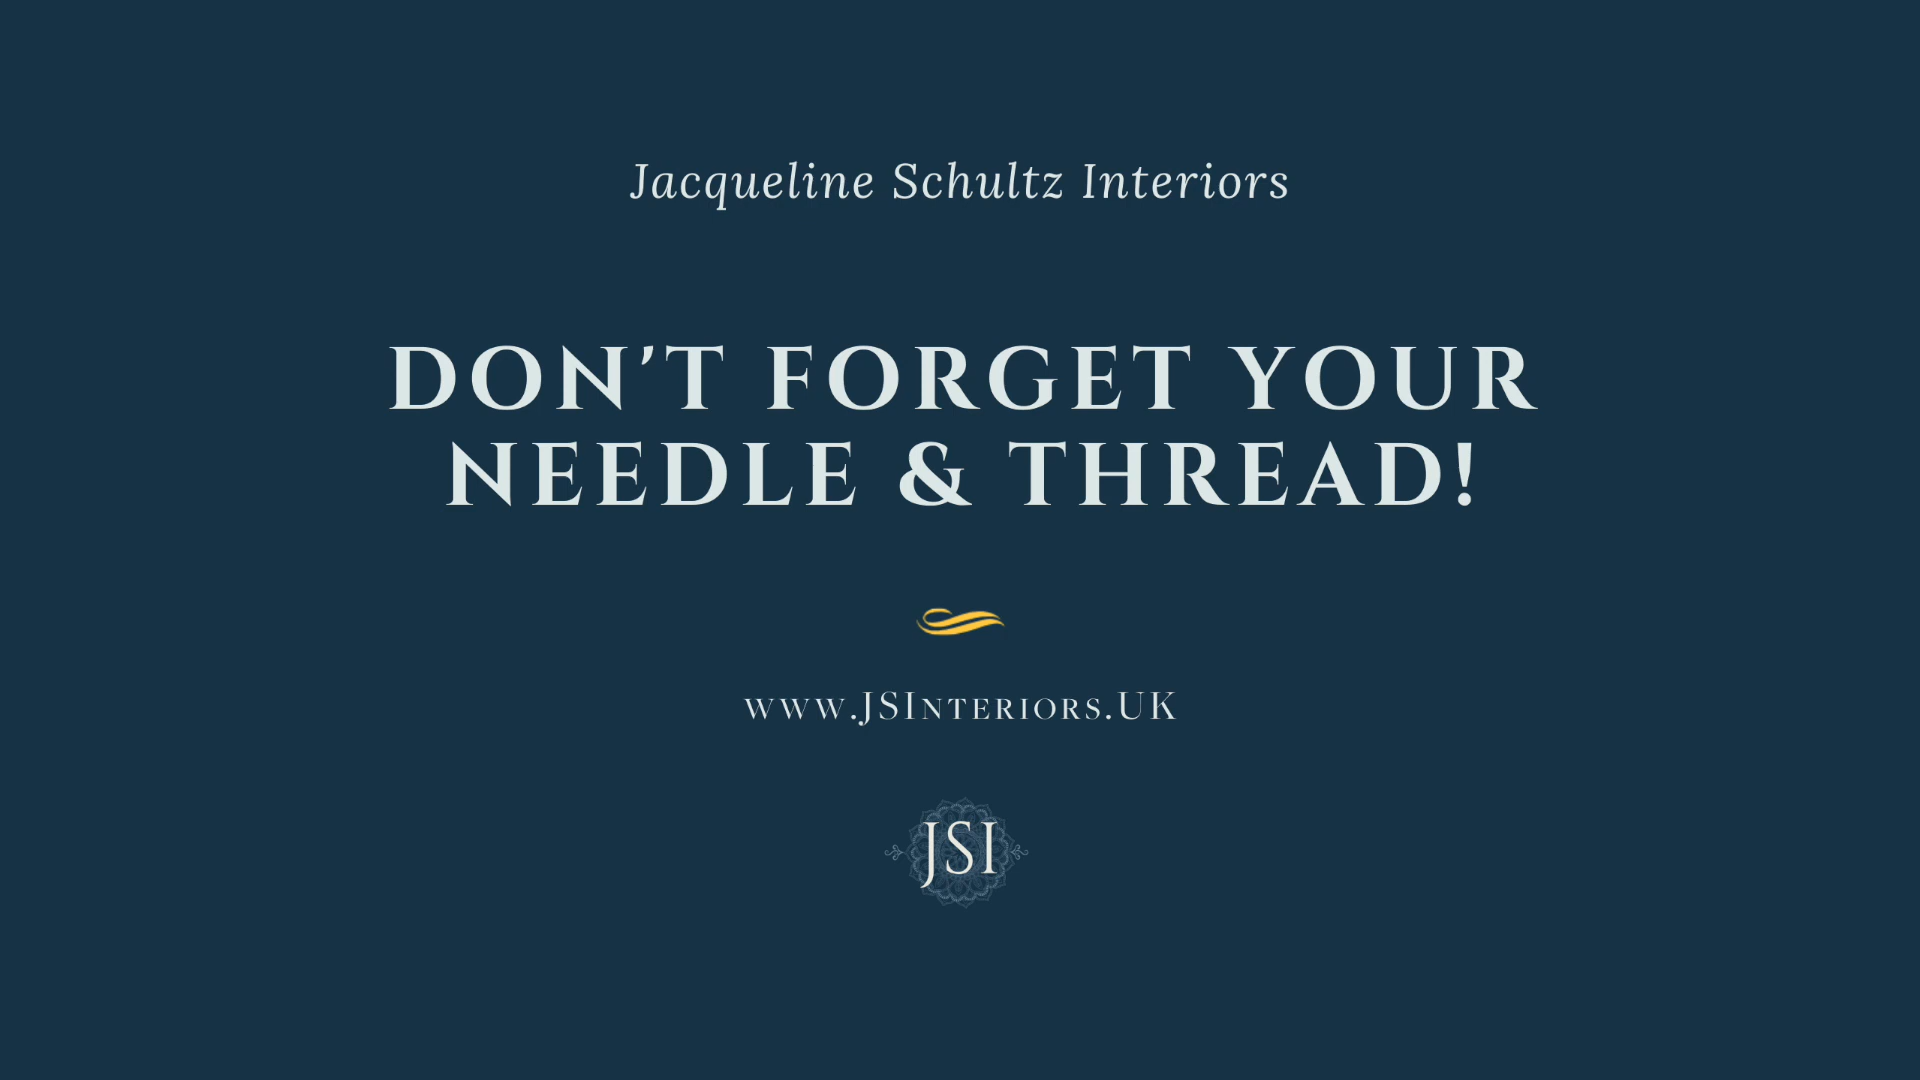 Jacqueline Schultz Interiors
DON'T FORGET YOUR
NEEDLE & THREAD!
www.JSInteriors.UK
JSI